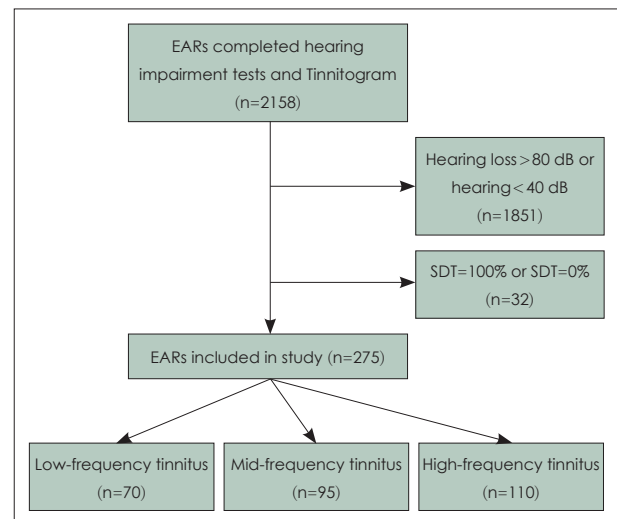 EARs completed hearing
impairment tests and Tinnitogram
(n=2158)
Hearing loss>80 dB or
hearing<40 dB
(n=1851)
SDT=100% or SDT=0%
(n=32)
EARs included in study (n=275)
Low-frequency tinnitus
(n=70)
Mid-frequency tinnitus
(n=95)
High-frequency tinnitus
(n=110)